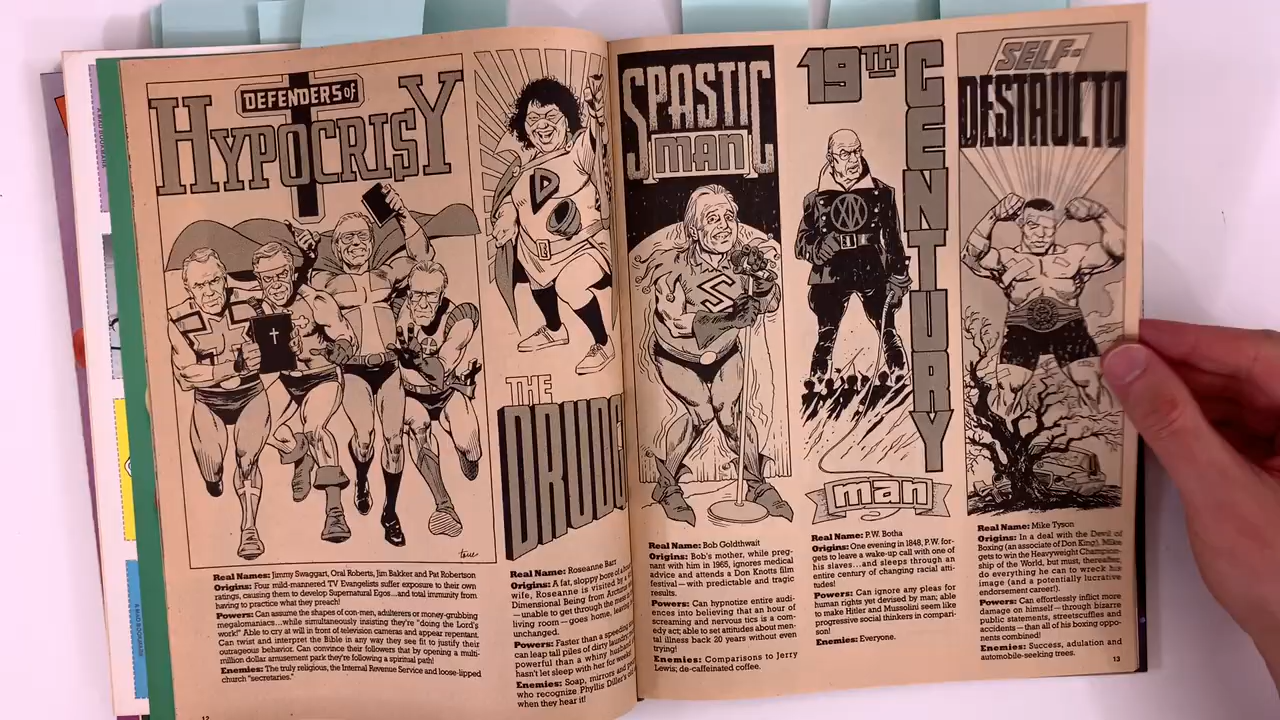 DEFENDERS OF
HYPOCRISY
Real Names: Jimmy Swaggart, Oral Roberts, Jim Bakker and Pat Robertson
Origins: Four mild-mannered TV Evangelists suffer exposure to their own
ratings, causing them to develop Supernatural Egos...and total immunity from
having to practice what they preach!
Powers: Can assume the shapes of con-men, adulterers or money-grubbing
megalomaniacs...while simultaneously insisting they're "doing the Lord's
work!" Able to cry at will in front of television cameras and appear repentant.
Can twist and interpret the Bible in any way they see fit to justify their
outrageous behavior. Can convince their followers that by opening a multi-
million dollar amusement park they're following a spiritual path!
Enemies: The truly religious, the Internal Revenue Service and loose-lipped
church "secretaries."
12
D
THE
DRUDG
Real Name: Roseanne Barr
Origins: A fat, sloppy bore of a
wife, Roseanne is visited by a
Dimensional Being from
—unable to get through the mess
living room—goes home, leaving
unchanged.
Powers: Faster than a speeding
can leap tall piles of dirty laundry
powerful than a whiny husband
hasn't let sleep with her for weeks
Enemies: Soap, mirrors and
who recognize Phyllis Diller's
when they hear it!
SPASTIC
MAN
S
Real Name: Bob Goldthwait
Origins: Bob's mother, while preg-
nant with him in 1965, ignores medical
advice and attends a Don Knotts film
festival—with predictable and tragic
results.
Powers: Can hypnotize entire audi-
ences into believing that an hour of
screaming and nervous tics is a com-
edy act; able to set attitudes about men-
tal illness back 20 years without even
trying!
Enemies: Comparisons to Jerry
Lewis; de-caffeinated coffee.
19TH
CENTURY
man
XIX
Real Name: P.W. Botha
Origins: One evening in 1848, P.W. for-
gets to leave a wake-up call with one of
his slaves...and sleeps through an
entire century of changing racial atti-
tudes!
Powers: Can ignore any pleas for
human rights yet devised by man; able
to make Hitler and Mussolini seem like
progressive social thinkers in compari-
son!
Enemies: Everyone.
SELF-
DESTRUCTO
Real Name: Mike Tyson
Origins: In a deal with the Devil of
Boxing (an associate of Don King), Mike
gets to win the Heavyweight Champion-
ship of the World, but must, thereafter,
do everything he can to wreck his
image (and a potentially lucrative
endorsement career!).
Powers: Can effortlessly inflict more
damage on himself—through bizarre
public statements, streetscuffles and
accidents—than all of his boxing oppo-
nents combined!
Enemies: Success, adulation and
automobile-seeking trees.
13